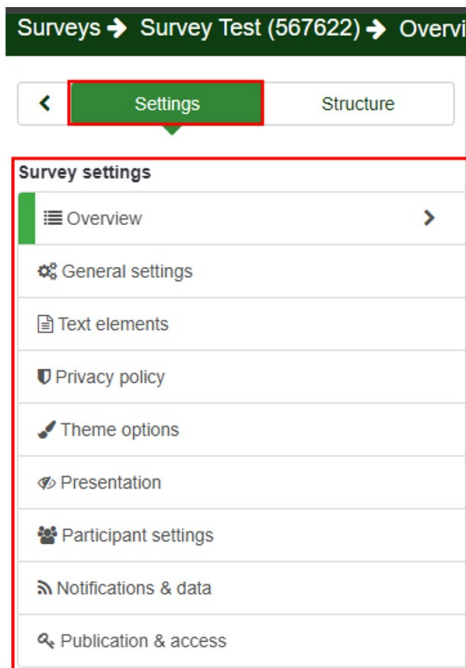 Surveys → Survey Test (567622) → Overvi
Settings Structure
Survey settings
Overview
General settings
Text elements
Privacy policy
Theme options
Presentation
Participant settings
Notifications & data
Publication & access